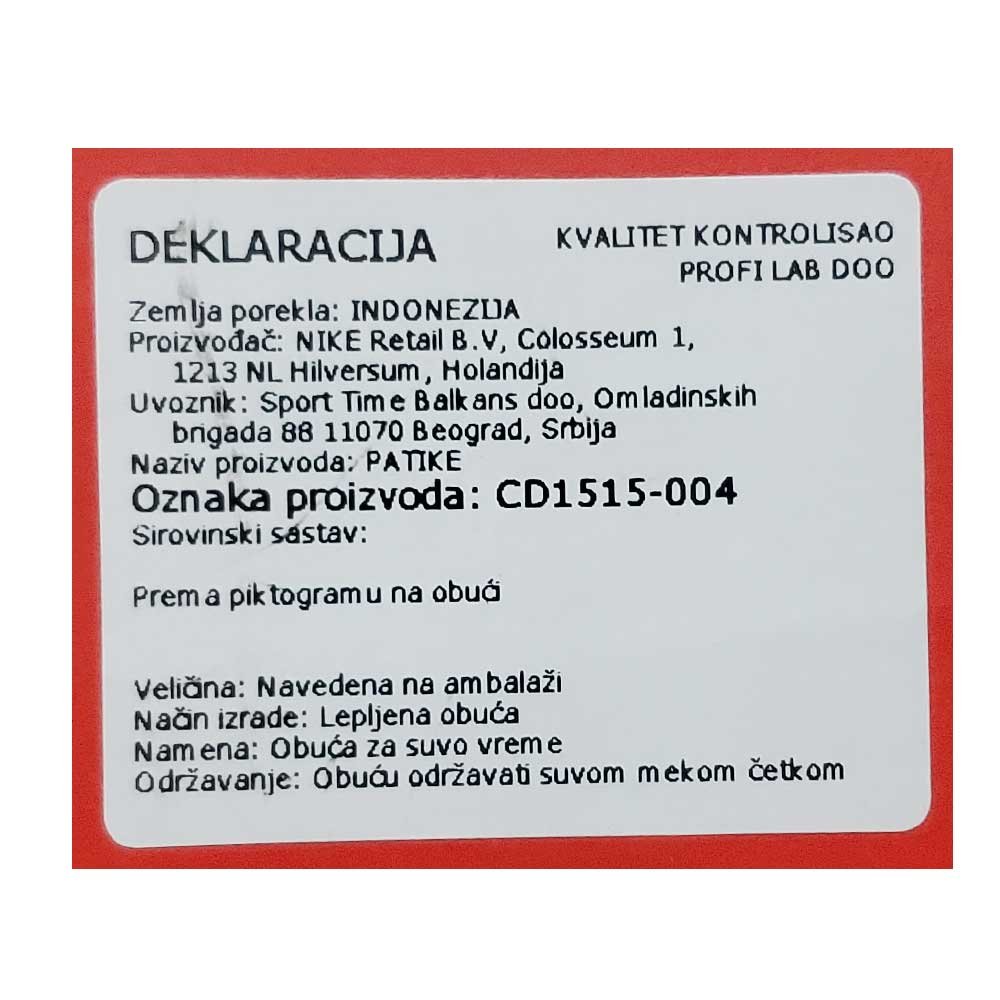 DEKLARACIJA
KVALITET KONTROLISAO
PROFI LAB DOO
Zemlja porekla: INDONEZIJA
Proizvođač: NIKE Retail B.V, Colosseum 1,
1213 NL Hilversum, Holandija
Uvoznik: Sport Time Balkans doo, Omladinskih
brigada 88 11070 Beograd, Srbija
Naziv proizvoda: PATIKE
Oznaka proizvoda: CD1515-004
Sirovinski sastav:
Prema piktogramu na obući
Veličina: Navedena na ambalaži
Način izrade: Lepljena obuća
Namena: Obuća za suvo vreme
Održavanje: Obuću održavati suvom mekom četkom